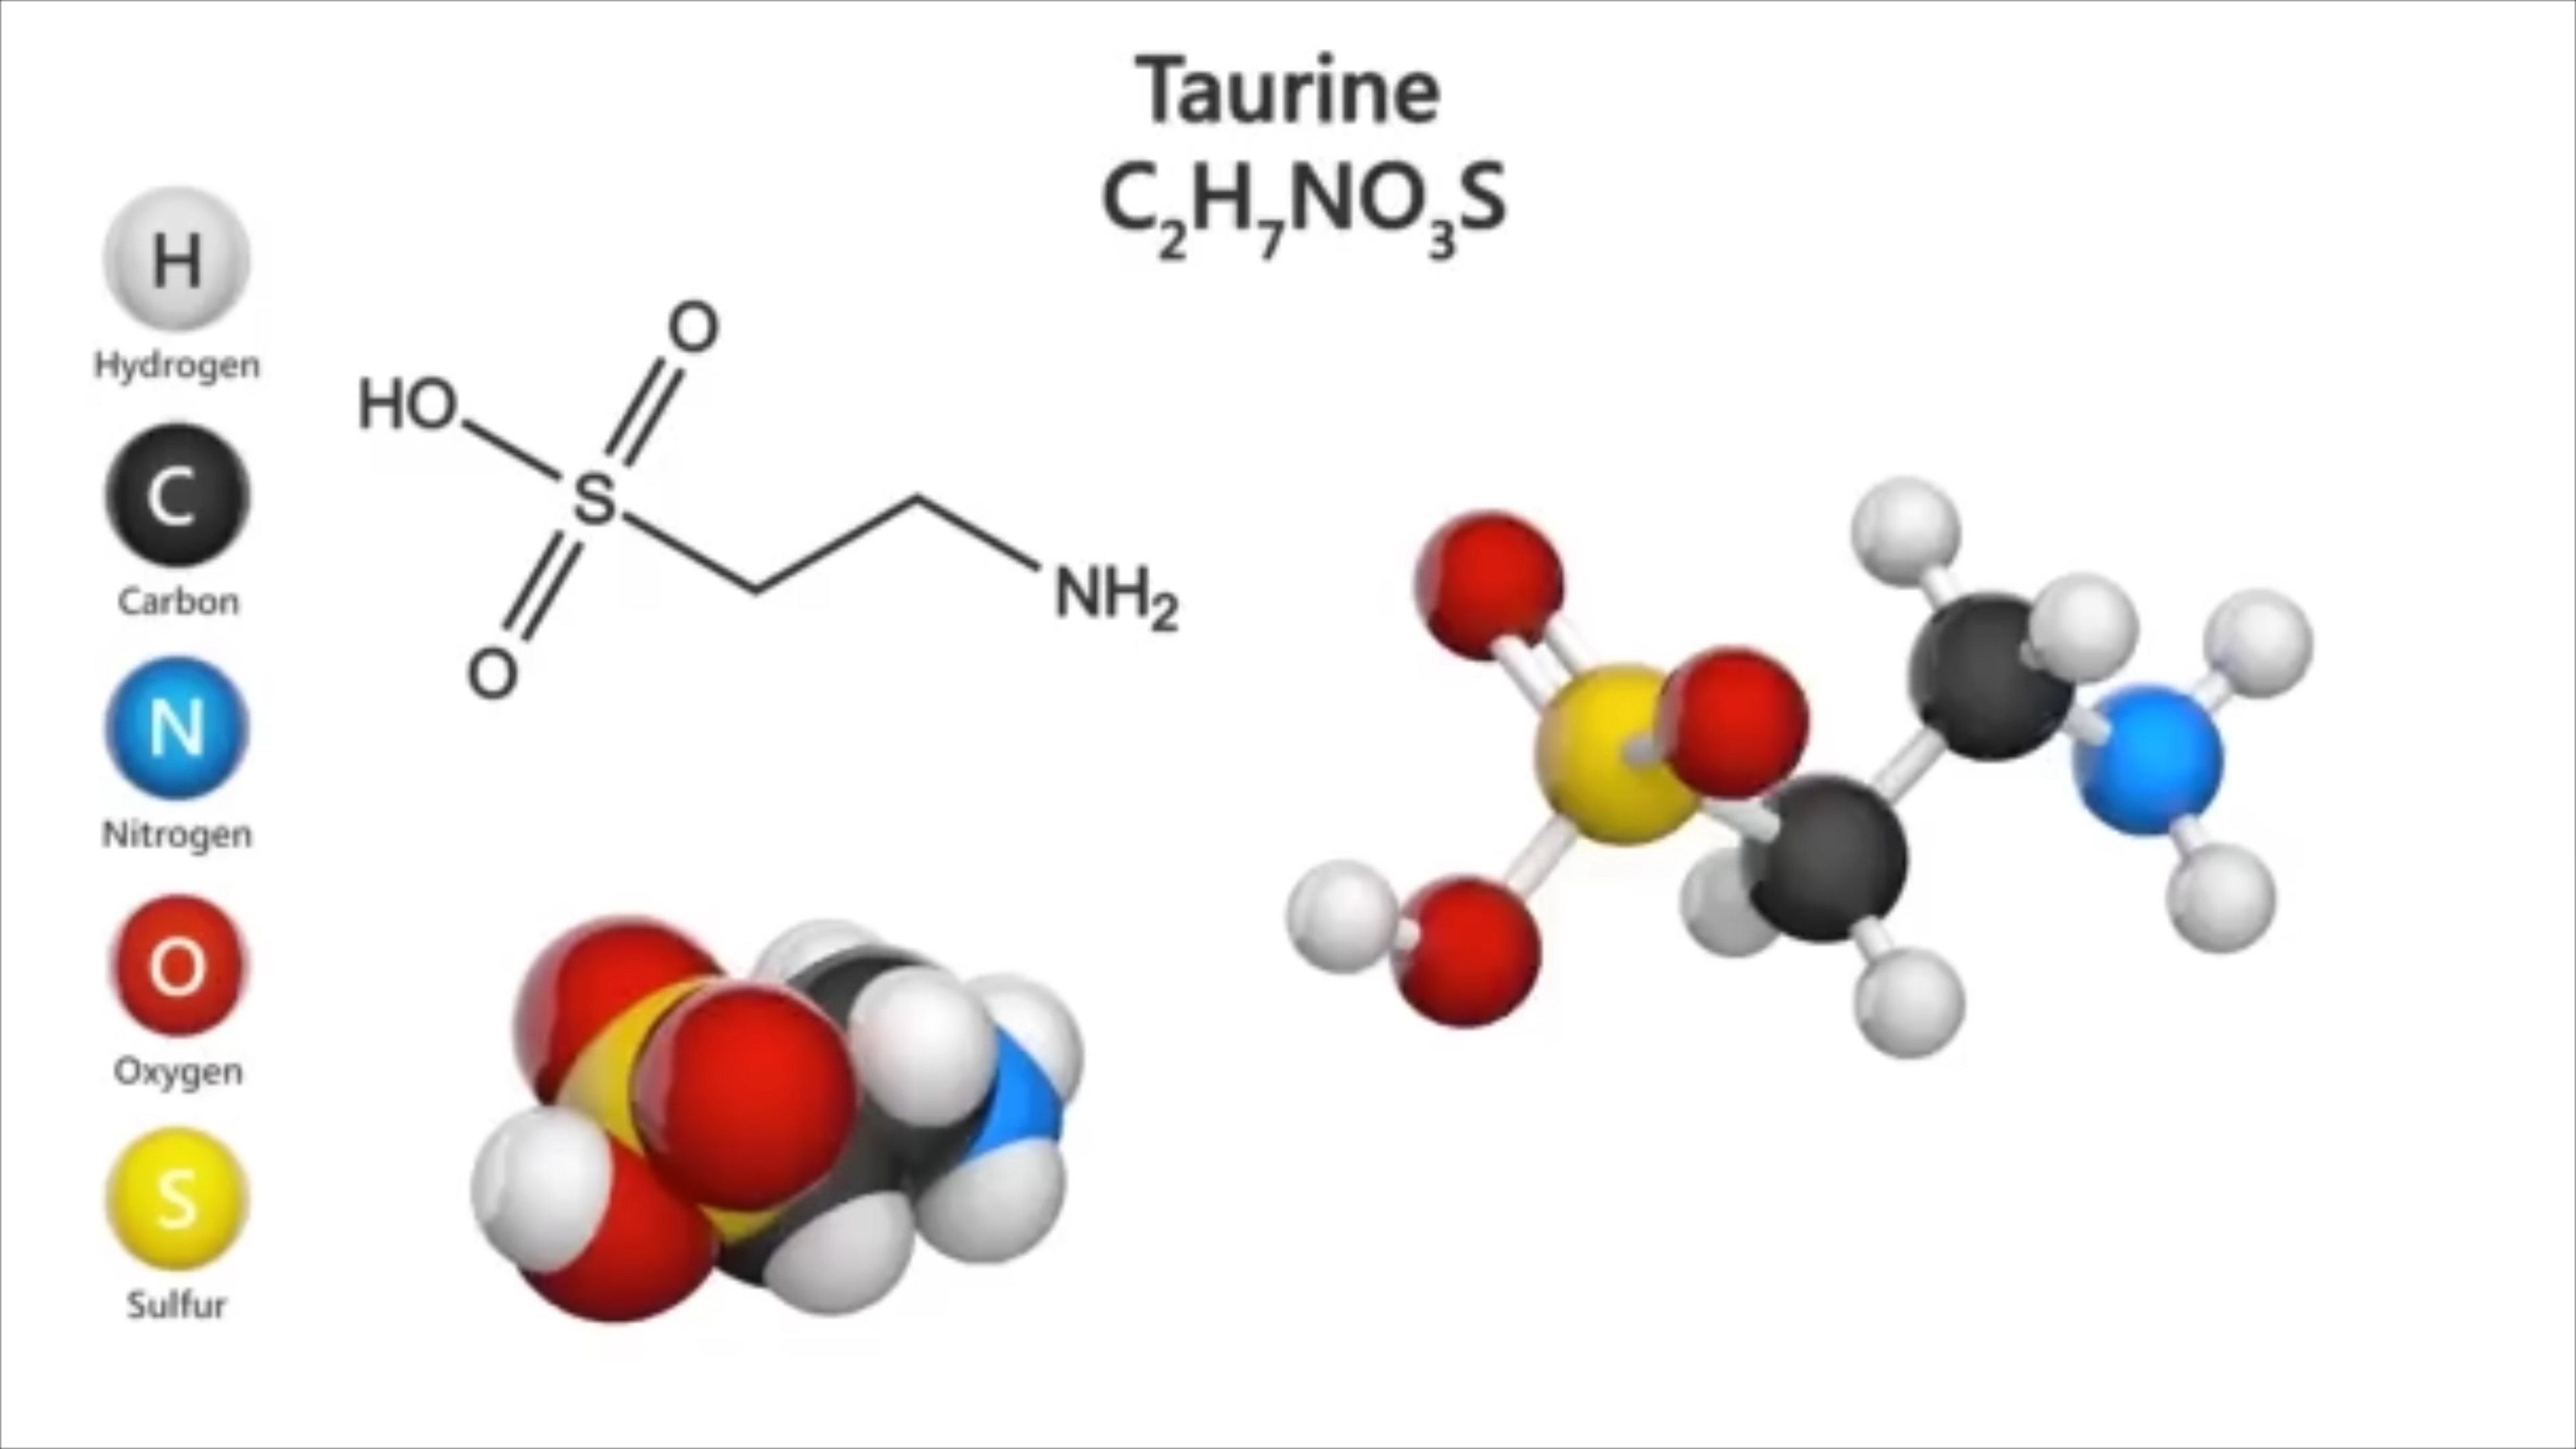 Taurine
C₂H₇NO₃S
H
Hydrogen
C
Carbon
N
Nitrogen
O
Oxygen
S
Sulfur
O
HO
S
NH₂
O